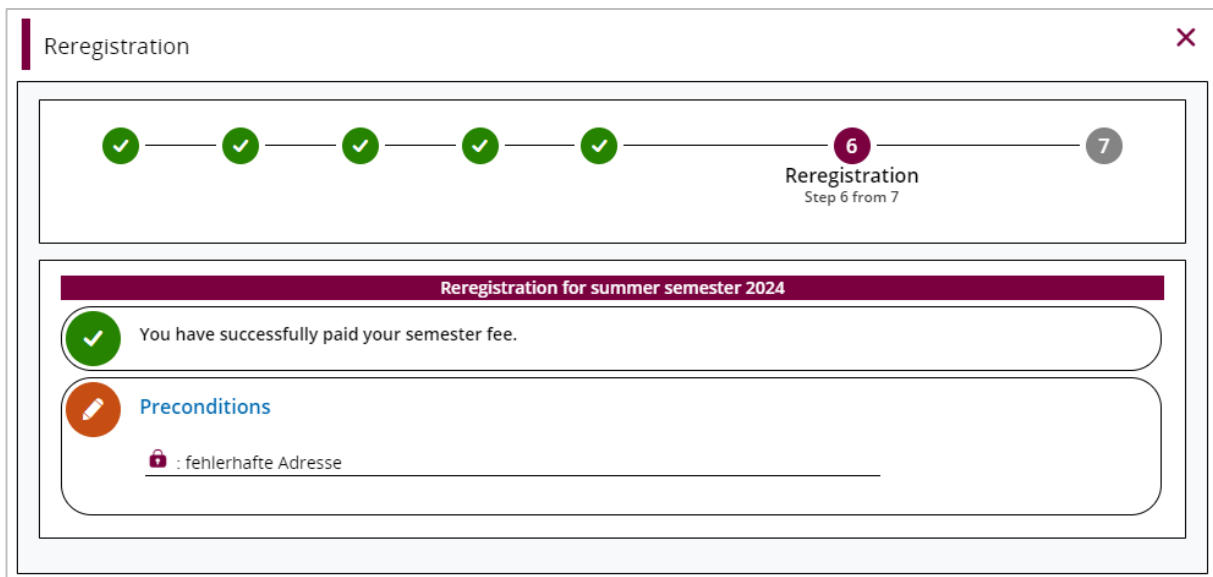 Reregistration
6
7
Reregistration
Step 6 from 7
Reregistration for summer semester 2024
You have successfully paid your semester fee.
Preconditions
: fehlerhafte Adresse